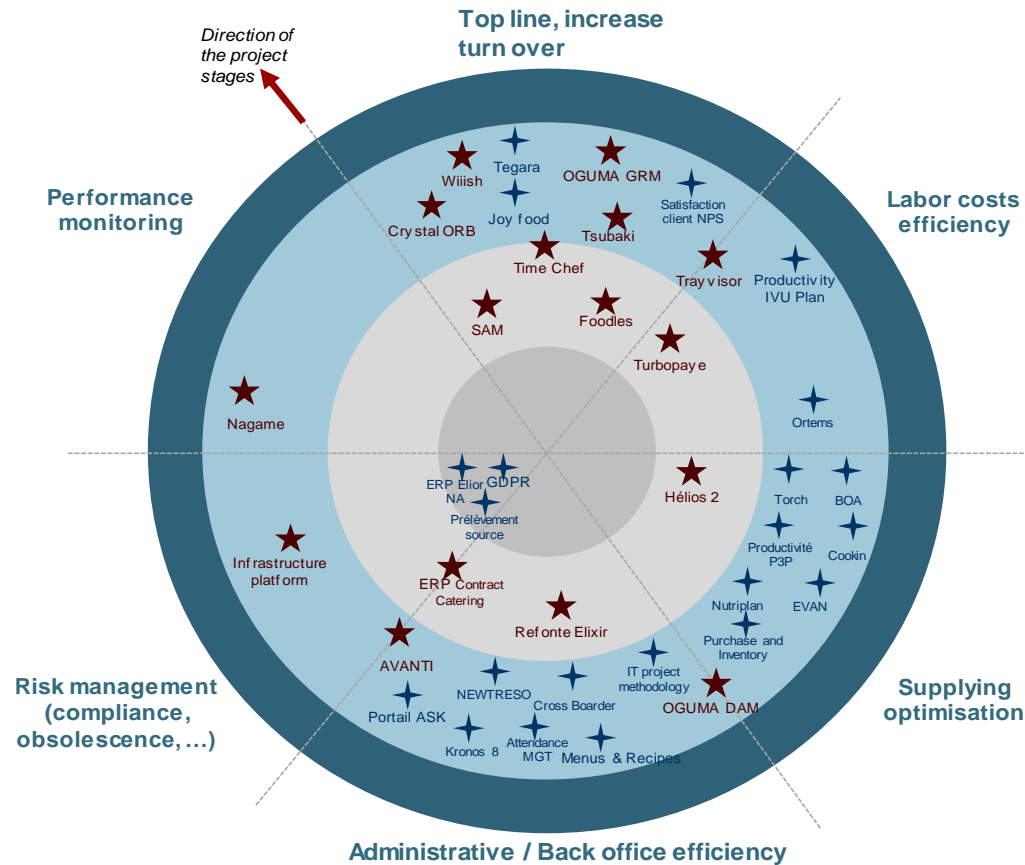 Top line, increase
turn over
Direction of
the project
stages
Performance
monitoring
Labor costs
efficiency
Wiiish
Tegara
OGUMA GRM
Satisfaction
client NPS
Crystal ORB
Joy food
Tsubaki
Time Chef
Trayvisor
Productivity
IVU Plan
SAM
Foodles
Turbopaye
Nagame
Ortems
ERP Elior
NA
GDPR
Prélèvement
source
Hélios 2
Torch
BOA
Productivité
P3P
Cookin
Infrastructure
platform
ERP Contract
Catering
Nutriplan
EVAN
Refonte Elixir
Purchase and
Inventory
AVANTI
NEWTRESO
Cross Boarder
IT project
methodology
OGUMA DAM
Portail ASK
Kronos 8
Attendance
MGT
Menus & Recipes
Risk management
(compliance,
obsolescence, ...)
Supplying
optimisation
Administrative / Back office efficiency